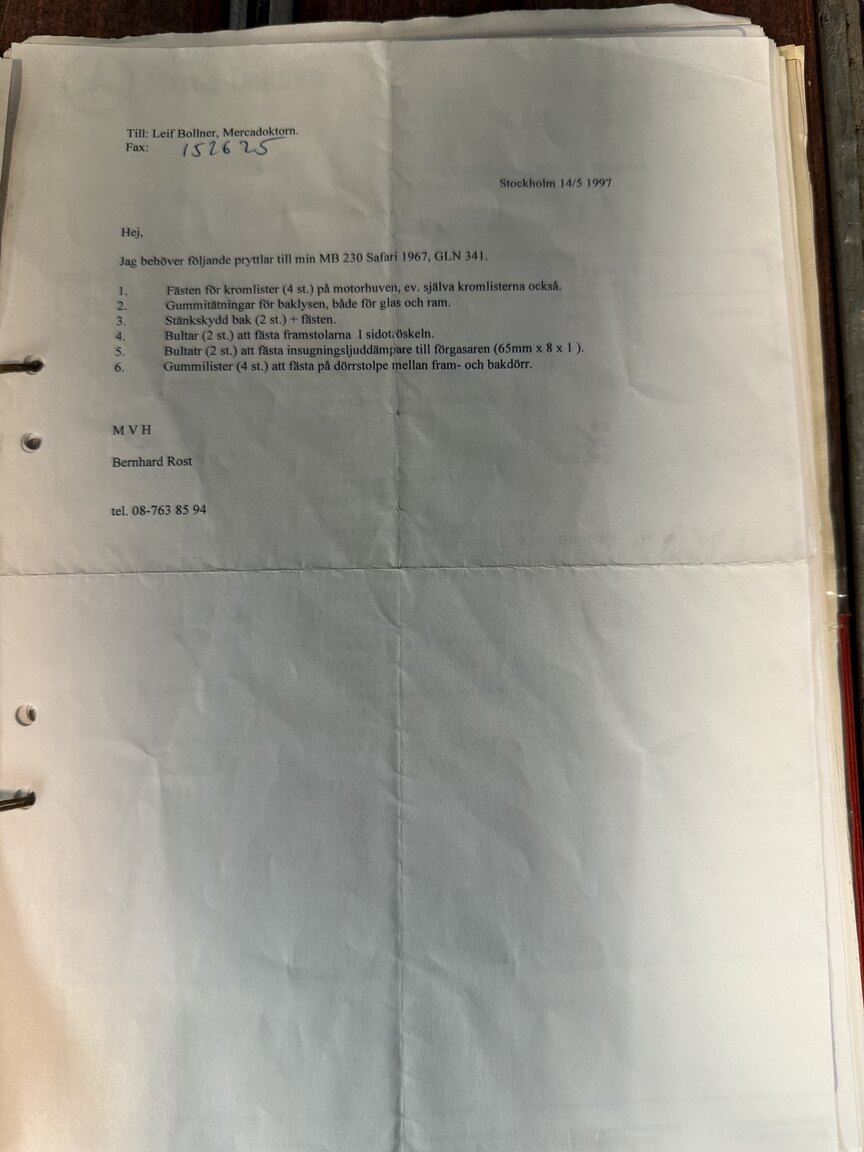 Till: Leif Bollner, Mercadoktorn.
Fax: 152625
Stockholm 14/5 1997
Hej,
Jag behöver följande pryttlar till min MB 230 Safari 1967, GLN 341.
1. Fästen för kromlister (4 st.) på motorhuven, ev. själva kromlisterna också.
2. Gummitätningar för baklysen, både för glas och ram.
3. Stänkskydd bak (2 st.) + fästen.
4. Bultar (2 st.) att fästa framstolarna I sidotröskeln.
5. Bultatr (2 st.) att fästa insugningsljuddämpare till förgasaren (65mm x 8 x 1 ).
6. Gummilister (4 st.) att fästa på dörrstolpe mellan fram- och bakdörr.
M V H
Bernhard Rost
tel. 08-763 85 94